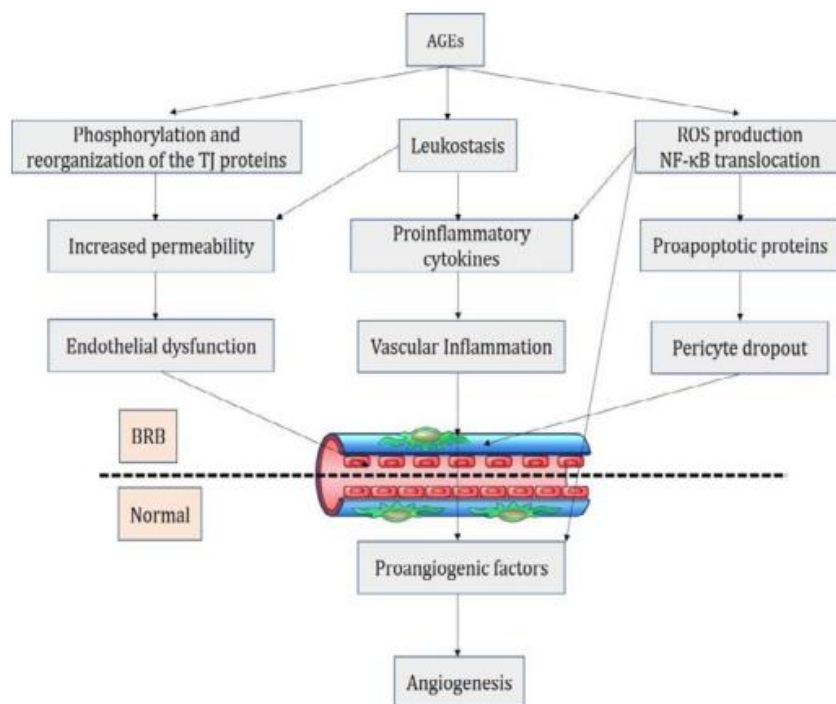 AGEs
Phosphorylation and
reorganization of the TJ proteins
Leukostasis
ROS production
NF-κB translocation
Increased permeability
Proinflammatory
cytokines
Proapoptotic proteins
Endothelial dysfunction
Vascular Inflammation
Pericyte dropout
BRB
Normal
Proangiogenic factors
Angiogenesis